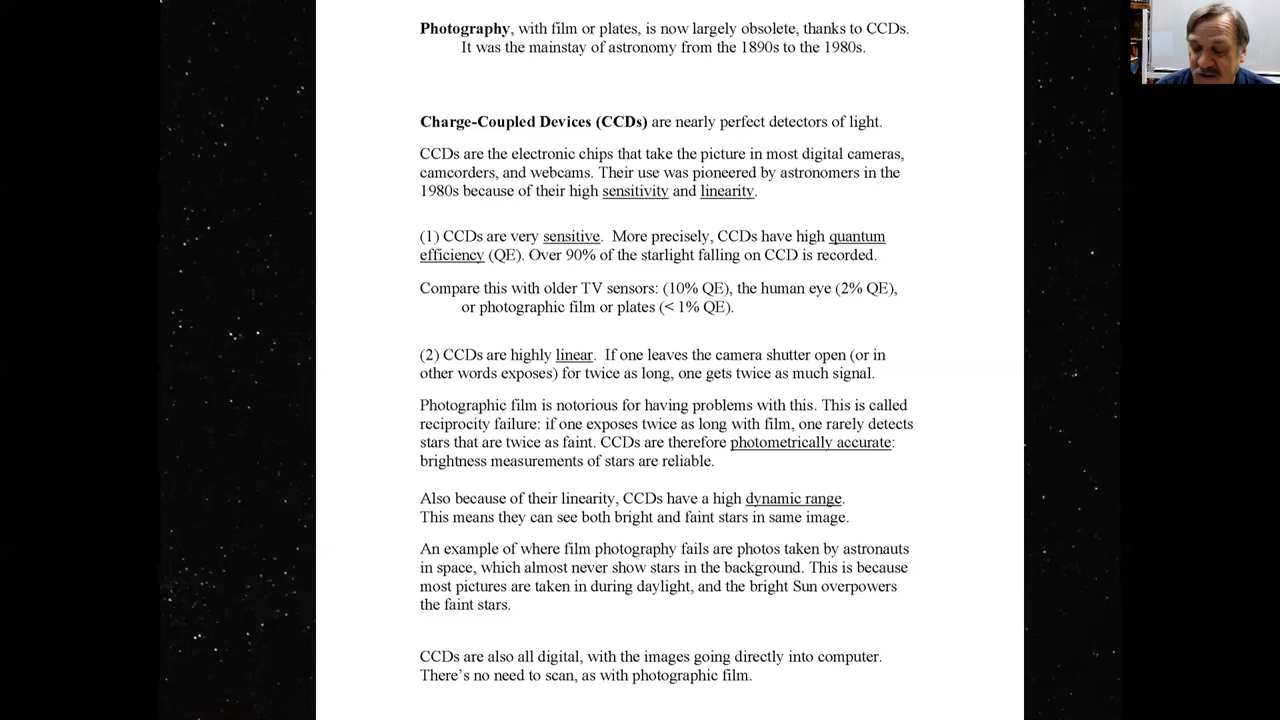 Photography, with film or plates, is now largely obsolete, thanks to CCDs.
It was the mainstay of astronomy from the 1890s to the 1980s.
Charge-Coupled Devices (CCDs) are nearly perfect detectors of light.
CCDs are the electronic chips that take the picture in most digital cameras,
camcorders, and webcams. Their use was pioneered by astronomers in the
1980s because of their high sensitivity and linearity.
(1) CCDs are very sensitive.  More precisely, CCDs have high quantum
efficiency (QE). Over 90% of the starlight falling on CCD is recorded.
Compare this with older TV sensors: (10% QE), the human eye (2% QE),
or photographic film or plates (< 1% QE).
(2) CCDs are highly linear.  If one leaves the camera shutter open (or in
other words exposes) for twice as long, one gets twice as much signal.
Photographic film is notorious for having problems with this. This is called
reciprocity failure: if one exposes twice as long with film, one rarely detects
stars that are twice as faint. CCDs are therefore photometrically accurate:
brightness measurements of stars are reliable.
Also because of their linearity, CCDs have a high dynamic range.
This means they can see both bright and faint stars in same image.
An example of where film photography fails are photos taken by astronauts
in space, which almost never show stars in the background. This is because
most pictures are taken in during daylight, and the bright Sun overpowers
the faint stars.
CCDs are also all digital, with the images going directly into computer.
There's no need to scan, as with photographic film.